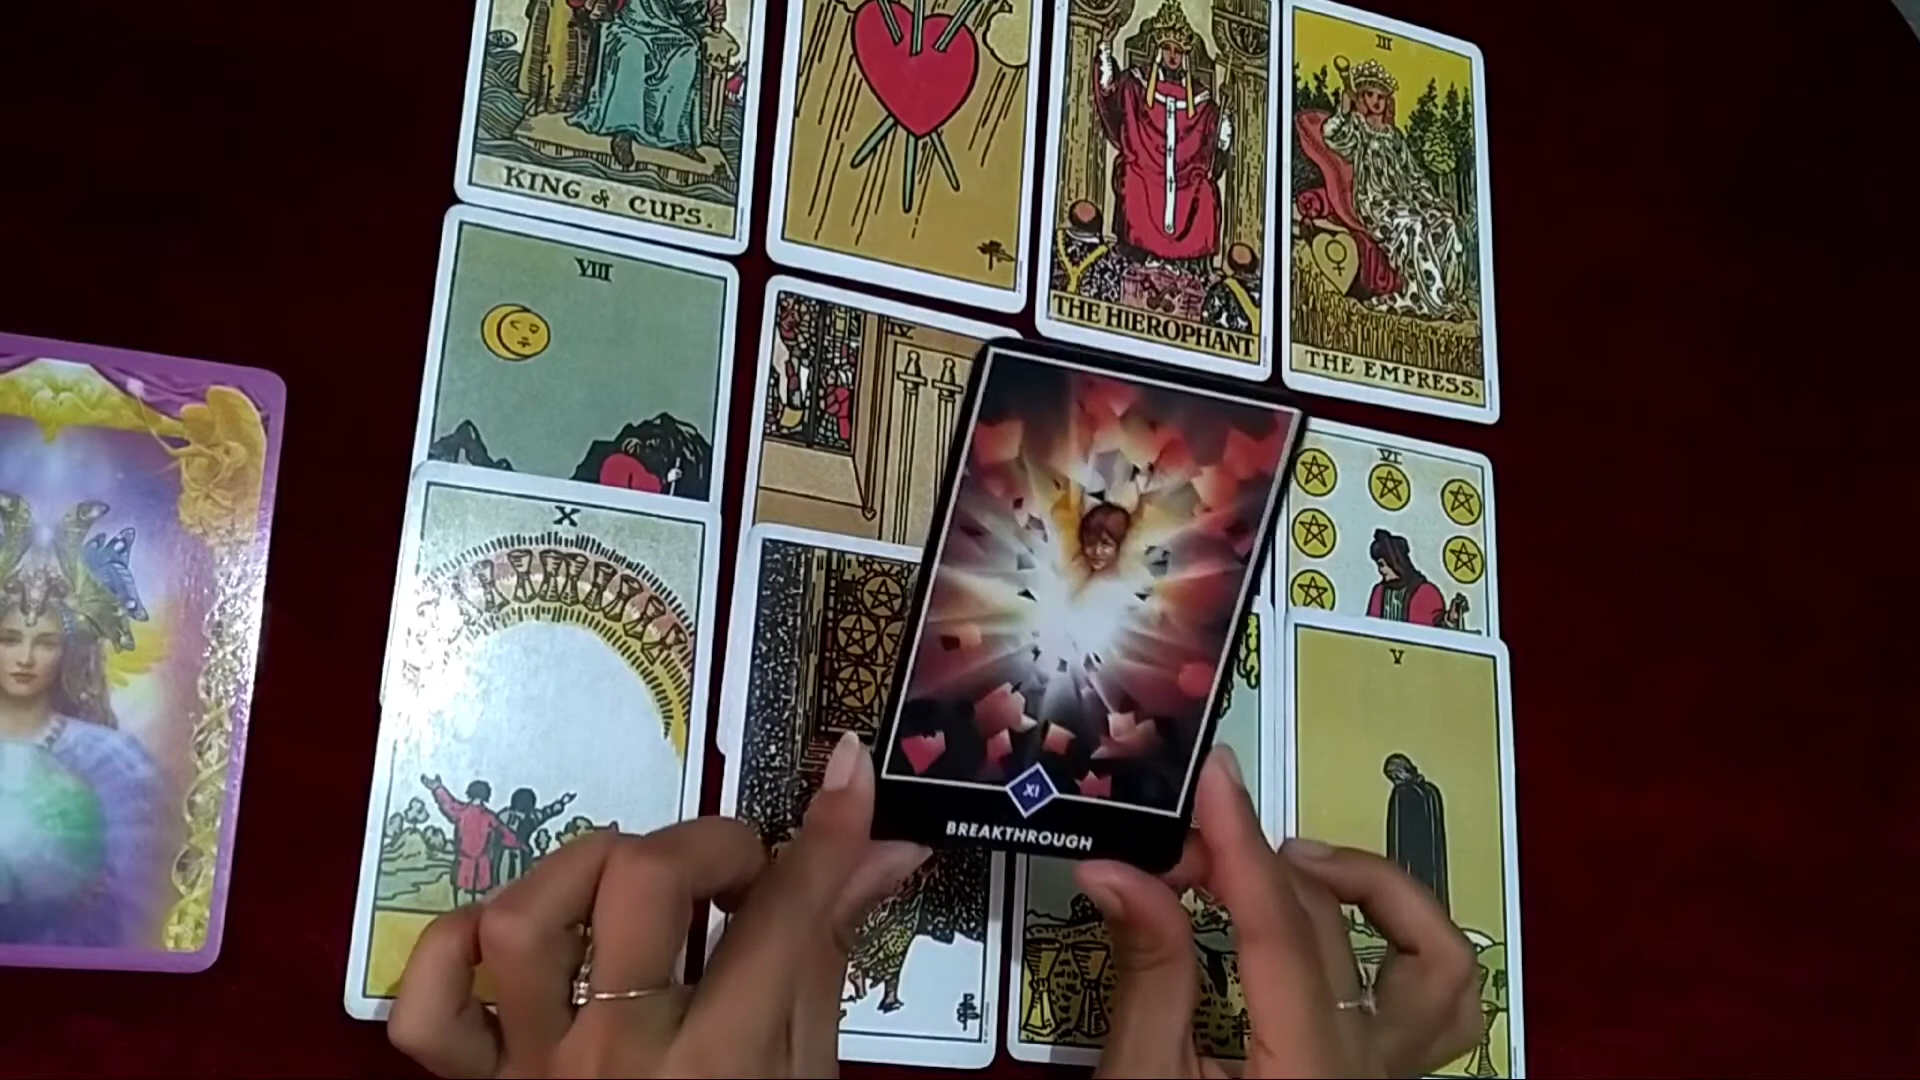 III
KING of CUPS.
THE HIEROPHANT
THE EMPRESS.
VIII
IV
VI
X
V
XI
BREAKTHROUGH